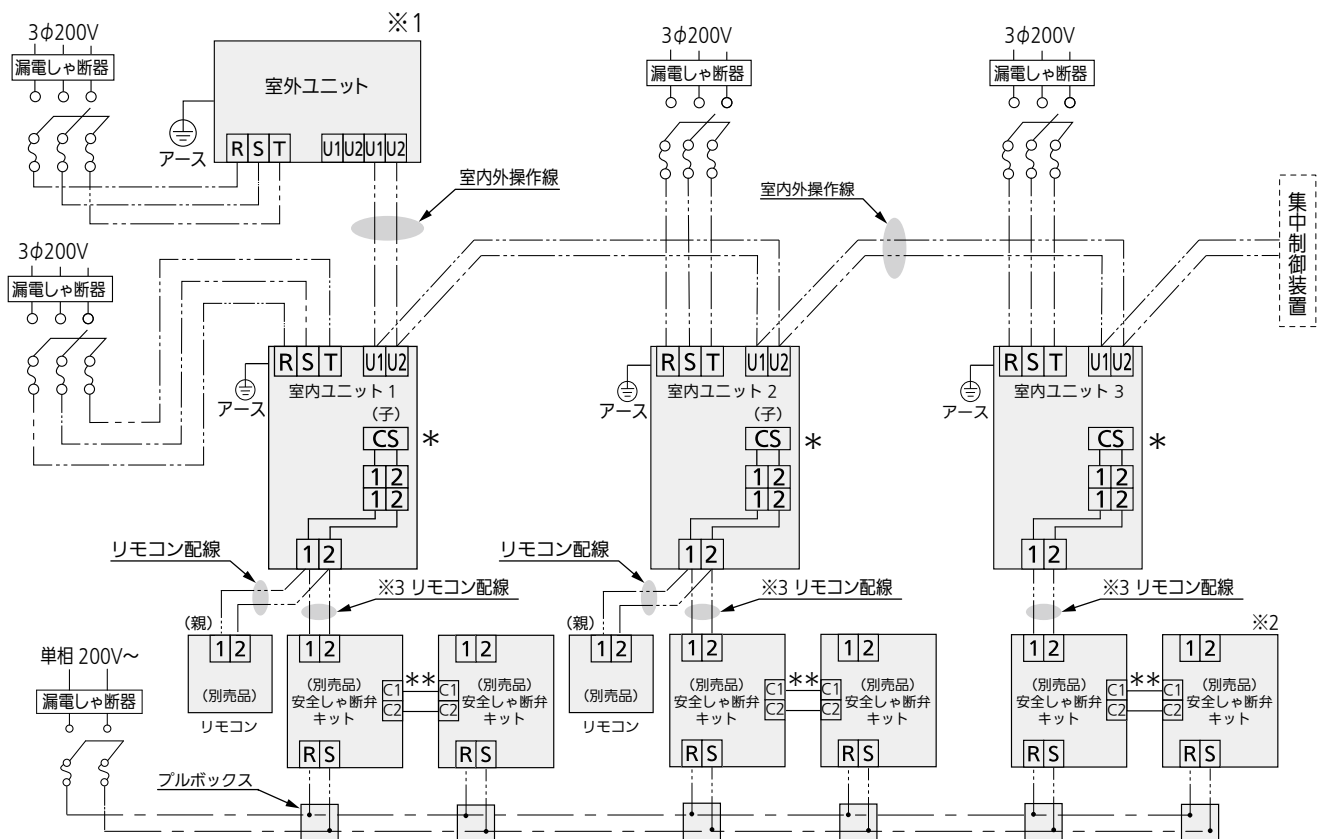 ※1
3φ200V
漏電しゃ断器
室外ユニット
アース
R S T
U1 U2 U1 U2
3φ200V
漏電しゃ断器
3φ200V
漏電しゃ断器
室内外操作線
室内外操作線
集中制御装置
3φ200V
漏電しゃ断器
R S T
U1 U2
室内ユニット 1
アース
(子)
CS
*
1 2
1 2
1 2
R S T
U1 U2
室内ユニット 2
アース
(子)
CS
*
1 2
1 2
1 2
R S T
U1 U2
室内ユニット 3
アース
CS
*
1 2
1 2
1 2
リモコン配線
※3 リモコン配線
リモコン配線
※3 リモコン配線
※3 リモコン配線
※2
(親)
1 2
(別売品)
リモコン
1 2
(別売品)
安全しゃ断弁
キット
C1
C2
R S
**
1 2
C1
C2
(別売品)
安全しゃ断弁
キット
R S
(親)
1 2
(別売品)
リモコン
1 2
(別売品)
安全しゃ断弁
キット
C1
C2
R S
**
1 2
C1
C2
(別売品)
安全しゃ断弁
キット
R S
1 2
(別売品)
安全しゃ断弁
キット
C1
C2
R S
**
1 2
C1
C2
(別売品)
安全しゃ断弁
キット
R S
単相 200V～
漏電しゃ断器
プルボックス